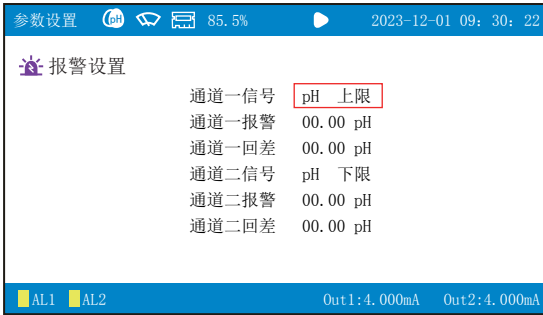 参数设置 pH 85.5% 2023-12-01 09: 30: 22
报警设置
通道一信号 pH 上限
通道一报警 00.00 pH
通道一回差 00.00 pH
通道二信号 pH 下限
通道二报警 00.00 pH
通道二回差 00.00 pH
AL1 AL2 Out1:4.000mA Out2:4.000mA